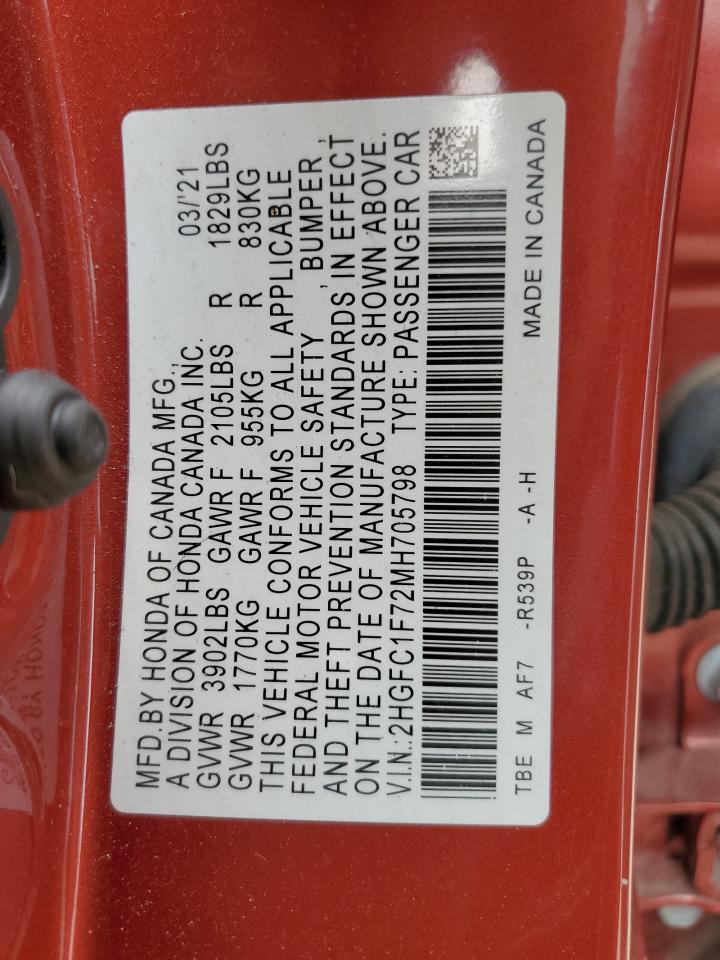 MFD.BY HONDA OF CANADA MFG., 03/'21
A DIVISION OF HONDA CANADA INC.
GVWR 3902LBS GAWR F 2105LBS R 1829LBS
GVWR 1770KG GAWR F 955KG R 830KG
THIS VEHICLE CONFORMS TO ALL APPLICABLE
FEDERAL MOTOR VEHICLE SAFETY , BUMPER ,
AND THEFT PREVENTION STANDARDS IN EFFECT
ON THE DATE OF MANUFACTURE SHOWN ABOVE.
V.I.N.:2HGFC1F72MH705798 TYPE: PASSENGER CAR
TBE M AF7 -R539P -A -H MADE IN CANADA